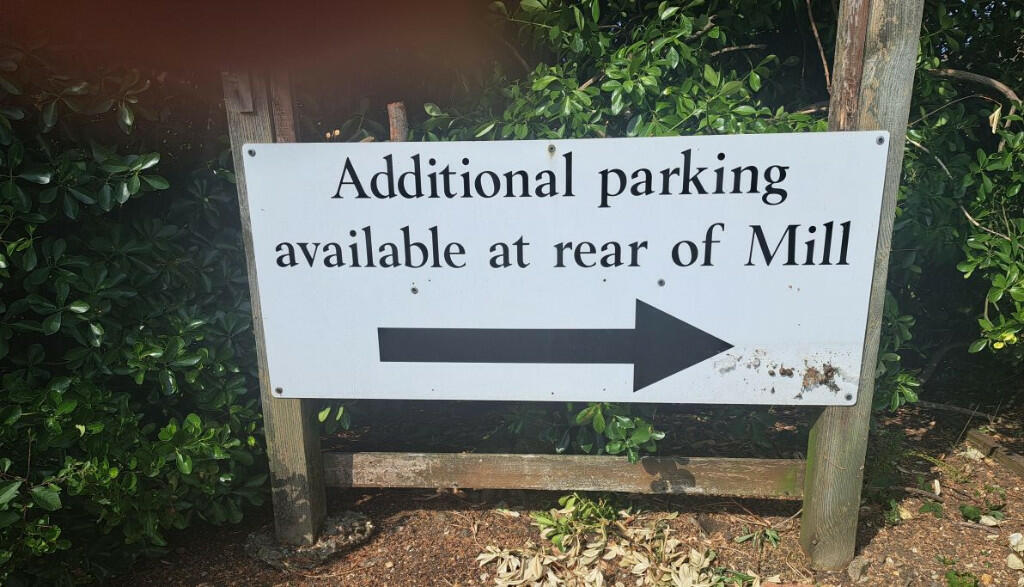 Additional parking
available at rear of Mill